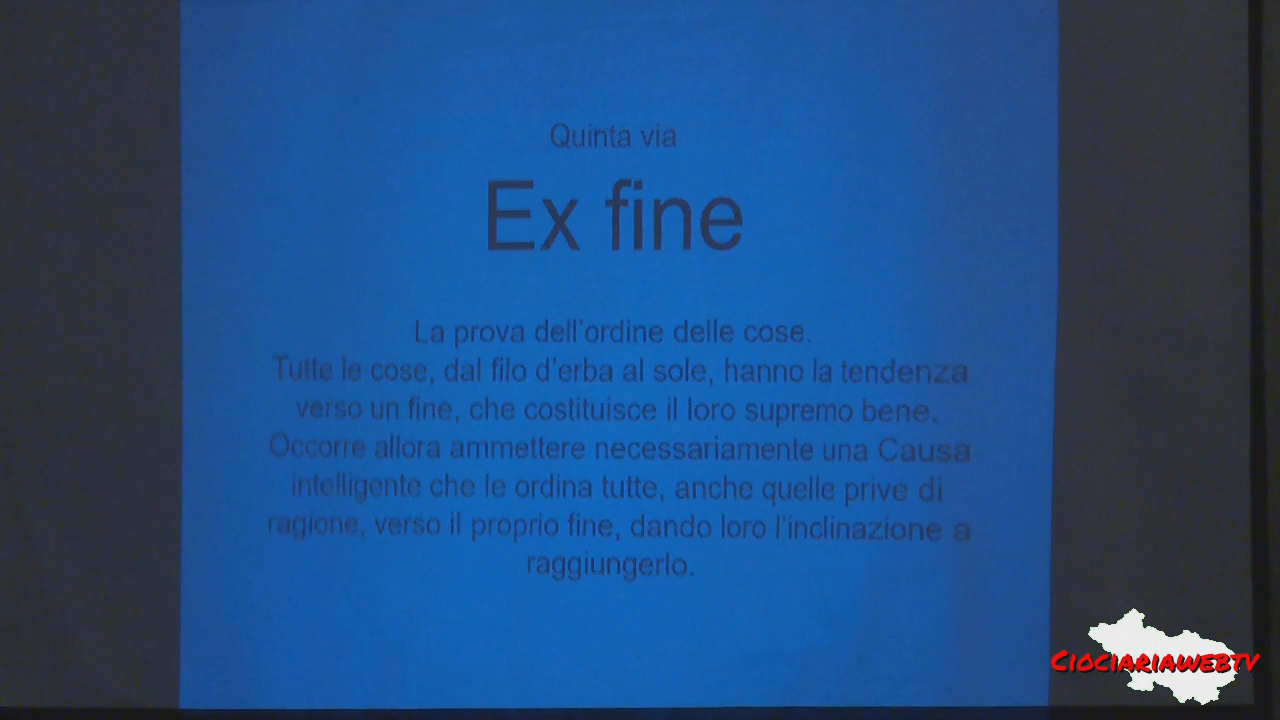 Quinta via
Ex fine
La prova dell'ordine delle cose.
Tutte le cose, dal filo d'erba al sole, hanno la tendenza
verso un fine, che costituisce il loro supremo bene.
Occorre allora ammettere necessariamente una Causa
intelligente che le ordina tutte, anche quelle prive di
ragione, verso il proprio fine, dando loro l'inclinazione a
raggiungerlo.
Ciociariawebtv